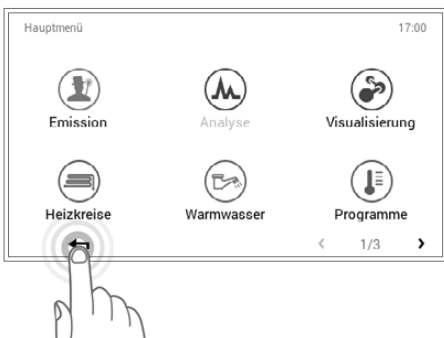 Hauptmenü 17:00
Emission Analyse Visualisierung
Heizkreise Warmwasser Programme
1/3